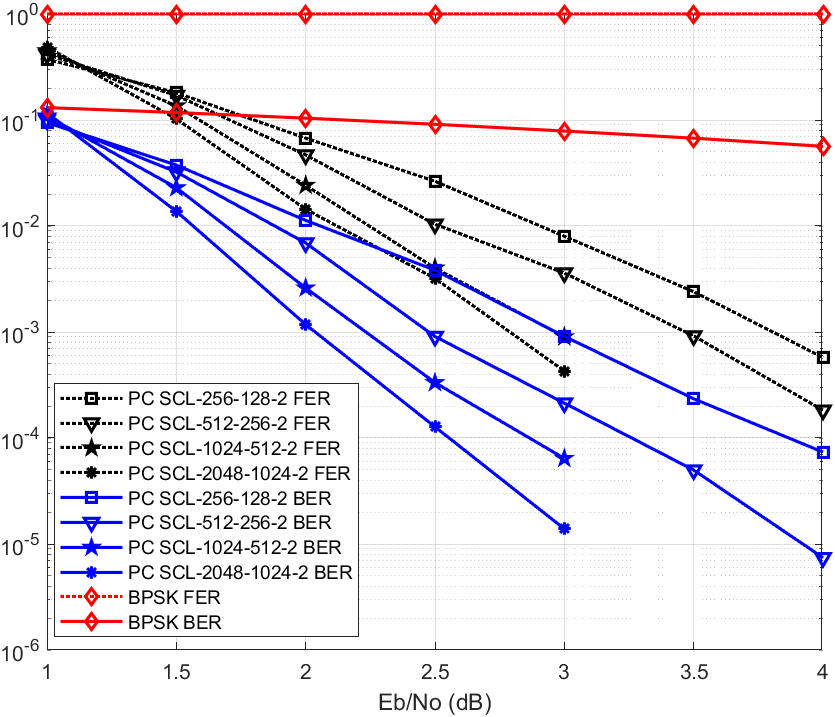 10^0
10^-1
10^-2
10^-3
10^-4
10^-5
10^-6
PC SCL-256-128-2 FER
PC SCL-512-256-2 FER
PC SCL-1024-512-2 FER
PC SCL-2048-1024-2 FER
PC SCL-256-128-2 BER
PC SCL-512-256-2 BER
PC SCL-1024-512-2 BER
PC SCL-2048-1024-2 BER
BPSK FER
BPSK BER
1 1.5 2 2.5 3 3.5 4
Eb/No (dB)